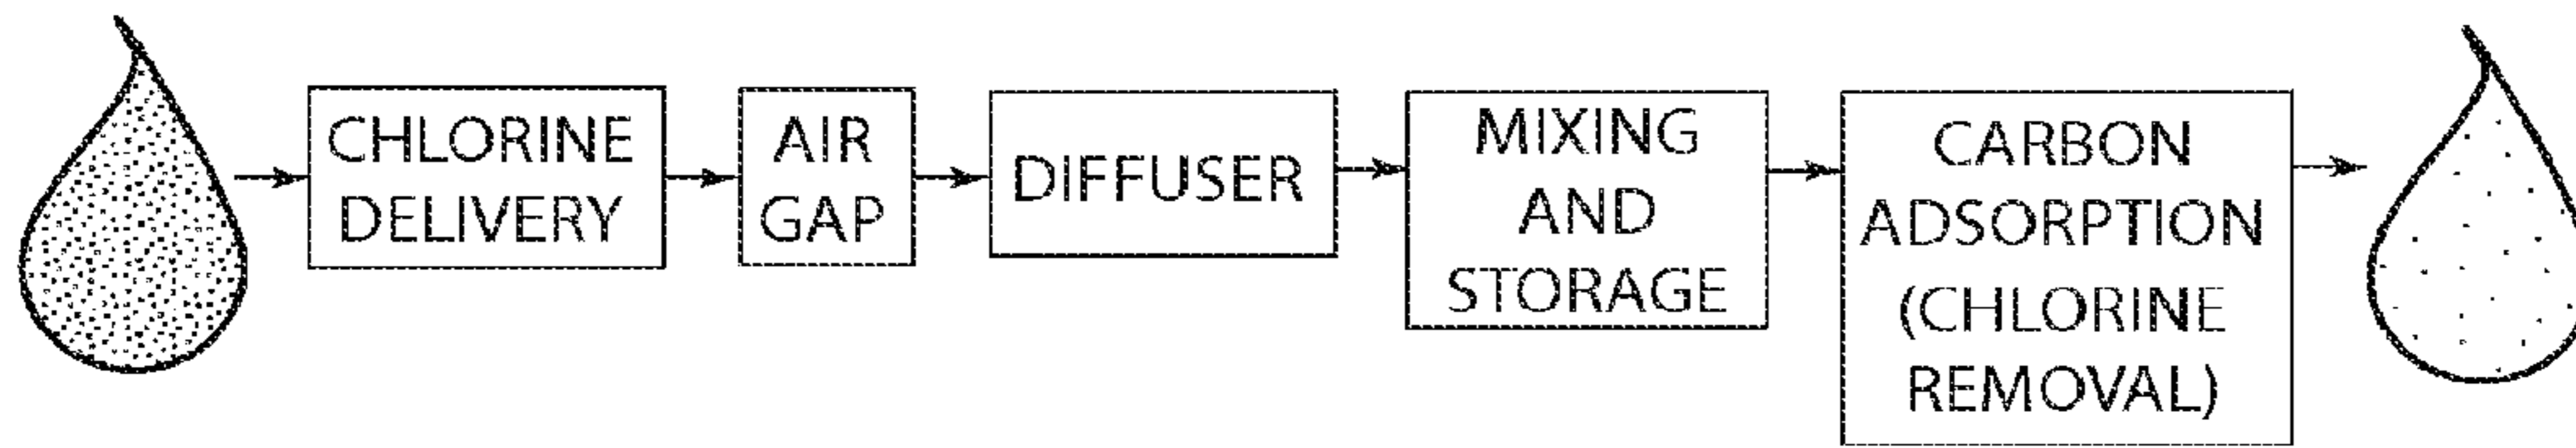 CHLORINE
DELIVERY
AIR
GAP
DIFFUSER
MIXING
AND
STORAGE
CARBON
ADSORPTION
(CHLORINE
REMOVAL)